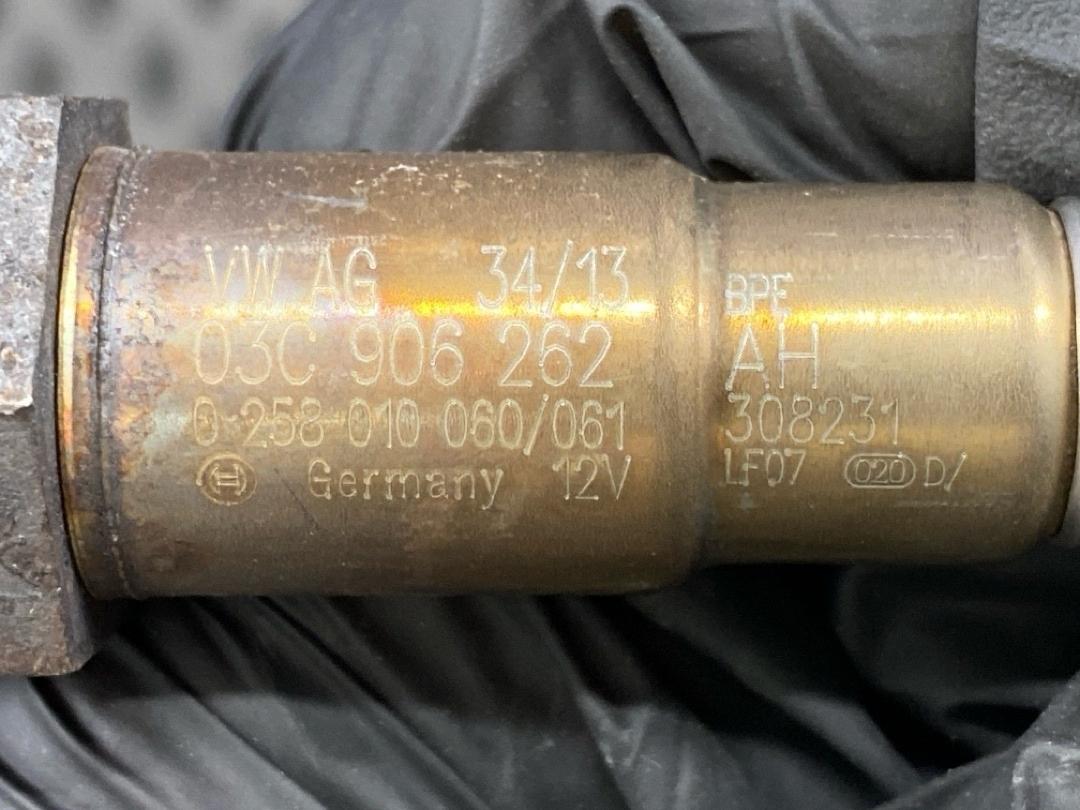 VW AG 34/13
03C 906 262
0 258 010 060/061
Germany 12V
BPE
AH
308231
LF07 020 D/